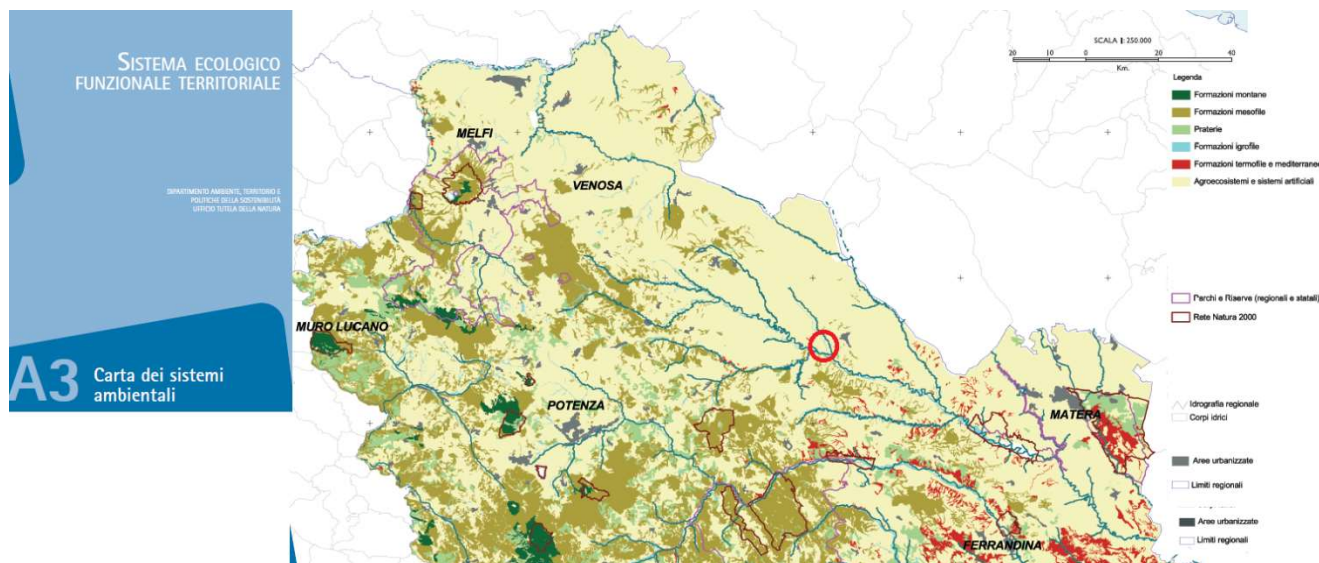 SISTEMA ECOLOGICO
FUNZIONALE TERRITORIALE
DIPARTIMENTO AMBIENTE, TERRITORIO E
POLITICHE DELLA SOSTENIBILITÀ
UFFICIO TUTELA DELLA NATURA
A3 Carta dei sistemi
ambientali
MELFI
VENOSA
MURO LUCANO
POTENZA
MATERA
FERRANDINA
SCALA 1: 250.000
20 10 0 20 40
Km.
Legenda
Formazioni montane
Formazioni mesofile
Praterie
Formazioni igrofile
Formazioni termofile e mediterranee
Agroecosistemi e sistemi artificiali
Parchi e Riserve (regionali e statali)
Rete Natura 2000
Idrografia regionale
Corpi idrici
Aree urbanizzate
Limiti regionali
Aree urbanizzate
Limiti regionali